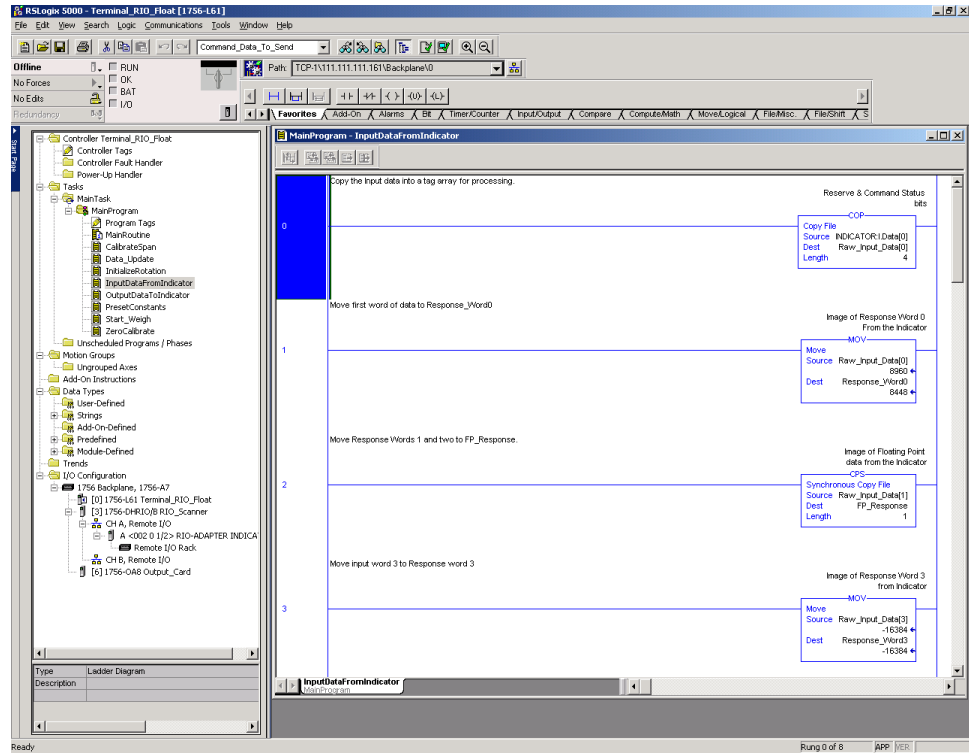 RSLogix 5000 - Terminal_RIO_Float [1756-L61]
File Edit View Search Logic Communications Tools Window Help
Command_Data_To_Send
Offline
RUN
No Forces
OK
No Edits
BAT
Redundancy
I/O
Path: TCP-1\111.111.111.161\Backplane\0
Favorites Add-On Alarms Bit Timer/Counter Input/Output Compare Compute/Math Move/Logical File/Misc. File/Shift S
Start Page
Controller Terminal_RIO_Float
Controller Tags
Controller Fault Handler
Power-Up Handler
Tasks
MainTask
MainProgram
Program Tags
MainRoutine
CalibrateSpan
Data_Update
InitializeRotation
InputDataFromIndicator
OutputDataToIndicator
PresetConstants
Start_Weigh
ZeroCalibrate
Unscheduled Programs / Phases
Motion Groups
Ungrouped Axes
Add-On Instructions
Data Types
User-Defined
Strings
Add-On-Defined
Predefined
Module-Defined
Trends
I/O Configuration
1756 Backplane, 1756-A7
[0] 1756-L61 Terminal_RIO_Float
[3] 1756-DHRIO/B RIO_Scanner
CH A, Remote I/O
A <002 0 1/2> RIO-ADAPTER INDICA
Remote I/O Rack
CH B, Remote I/O
[6] 1756-OA8 Output_Card
Type Ladder Diagram
Description
MainProgram - InputDataFromIndicator
Copy the Input data into a tag array for processing.
Reserve & Command Status
bits
COP
0
Copy File
Source INDICATOR:I.Data[0]
Dest Raw_Input_Data[0]
Length 4
Move first word of data to Response_Word0
Image of Response Word 0
From the Indicator
MOV
1
Move
Source Raw_Input_Data[0]
8960
Dest Response_Word0
8448
Move Response Words 1 and two to FP_Response.
Image of Floating Point
data from the Indicator
CPS
2
Synchronous Copy File
Source Raw_Input_Data[1]
Dest FP_Response
Length 1
Move input word 3 to Response word 3
Image of Response Word 3
from Indicator
MOV
3
Move
Source Raw_Input_Data[3]
-16384
Dest Response_Word3
-16384
InputDataFromIndicator
MainProgram
Ready
Rung 0 of 8
APP
VER